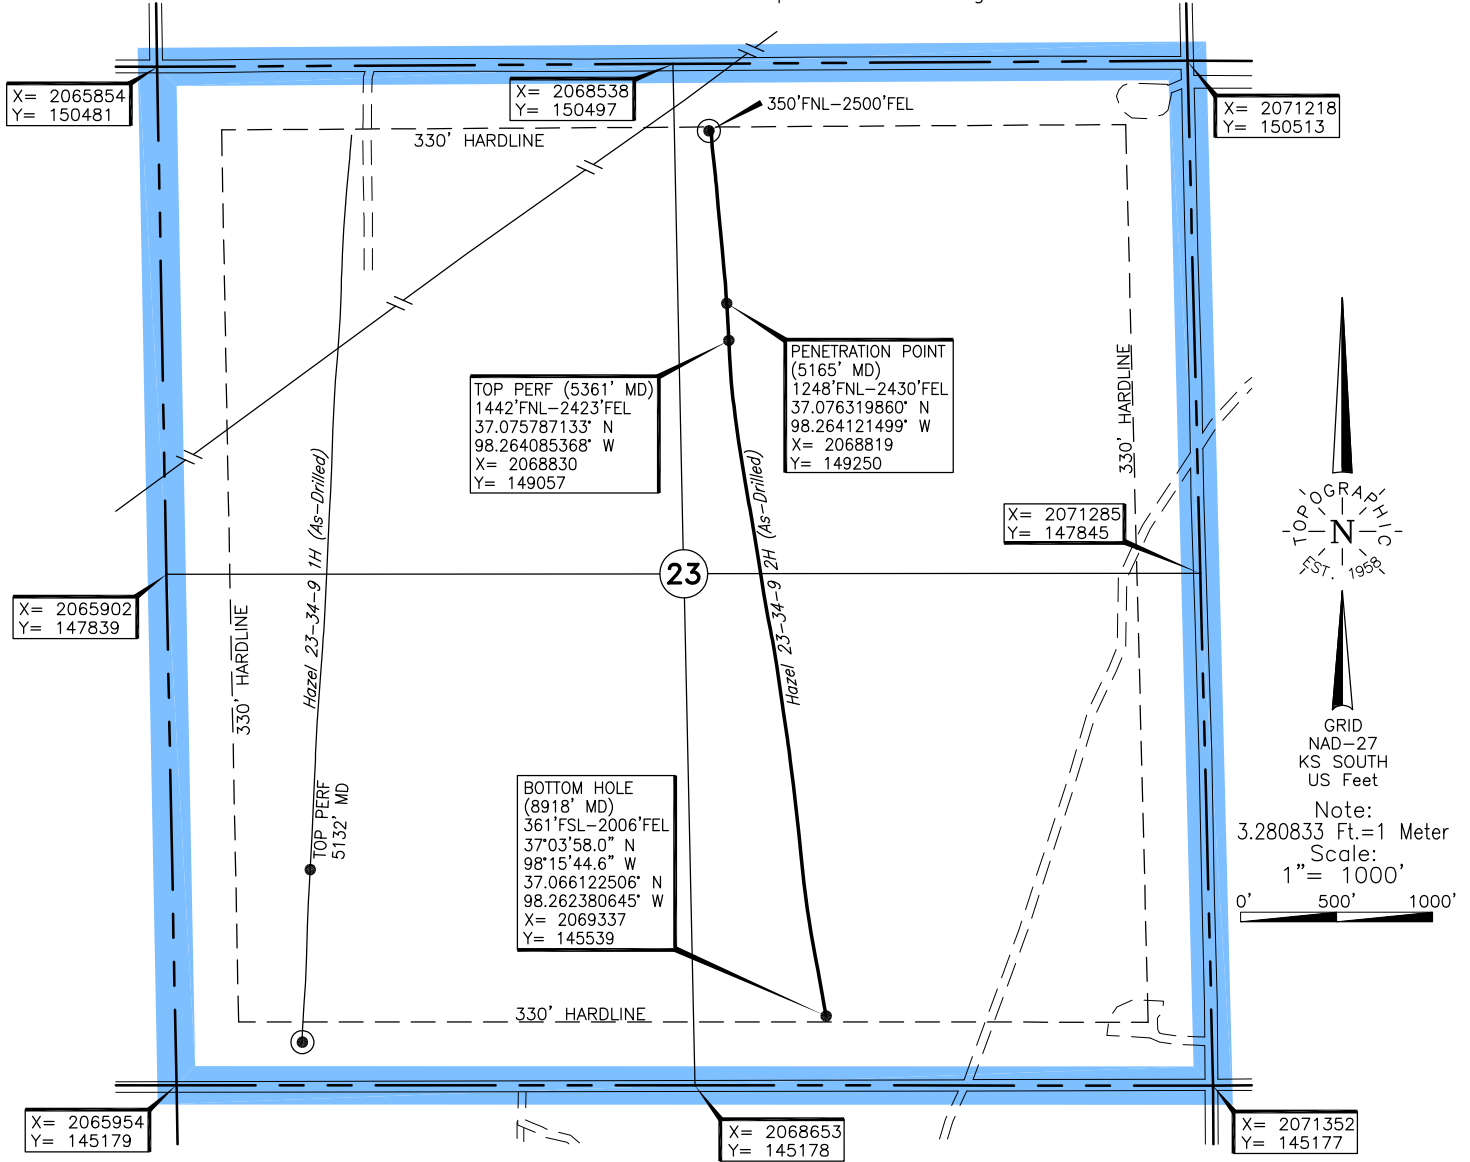 X= 2065854
Y= 150481
X= 2068538
Y= 150497
350'FNL-2500'FEL
X= 2071218
Y= 150513
330' HARDLINE
PENETRATION POINT
(5165' MD)
1248'FNL-2430'FEL
37.076319860° N
98.264121499° W
X= 2068819
Y= 149250
TOP PERF (5361' MD)
1442'FNL-2423'FEL
37.075787133° N
98.264085368° W
X= 2068830
Y= 149057
330' HARDLINE
Hazel 23-34-9 1H (As-Drilled)
Hazel 23-34-9 2H (As-Drilled)
X= 2071285
Y= 147845
TOPOGRAPHIC
N
EST. 1958
23
X= 2065902
Y= 147839
330' HARDLINE
GRID
NAD-27
KS SOUTH
US Feet
Note:
3.280833 Ft.=1 Meter
Scale:
1"= 1000'
0' 500' 1000'
TOP PERF
5132' MD
BOTTOM HOLE
(8918' MD)
361'FSL-2006'FEL
37°03'58.0" N
98°15'44.6" W
37.066122506° N
98.262380645° W
X= 2069337
Y= 145539
330' HARDLINE
X= 2065954
Y= 145179
X= 2068653
Y= 145178
X= 2071352
Y= 145177